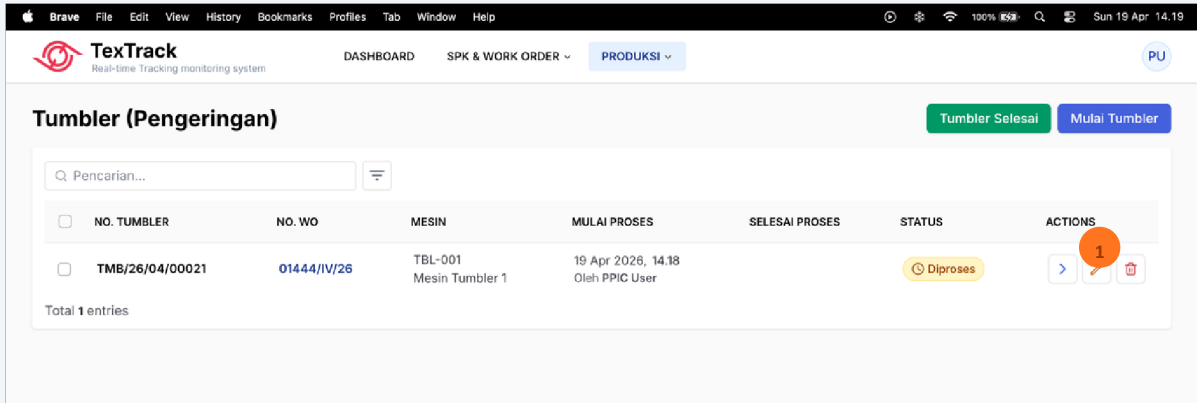 Brave File Edit View History Bookmarks Profiles Tab Window Help 100% Sun 19 Apr 14.19
TexTrack
Real-time Tracking monitoring system
DASHBOARD SPK & WORK ORDER PRODUKSI PU
Tumbler (Pengeringan) Tumbler Selesai Mulai Tumbler
Pencarian...
NO. TUMBLER NO. WO MESIN MULAI PROSES SELESAI PROSES STATUS ACTIONS
1
TMB/26/04/00021 01444/IV/26 TBL-001 19 Apr 2026, 14.18 Diproses
Mesin Tumbler 1 Oleh PPIC User
Total 1 entries